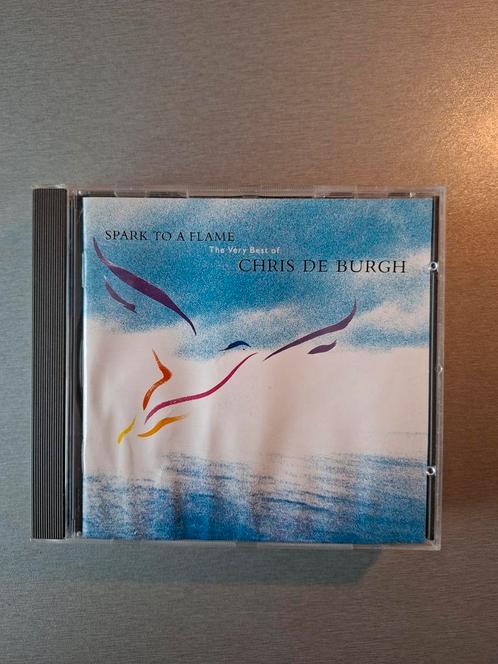 SPARK TO A FLAME
The Very Best of
CHRIS DE BURGH